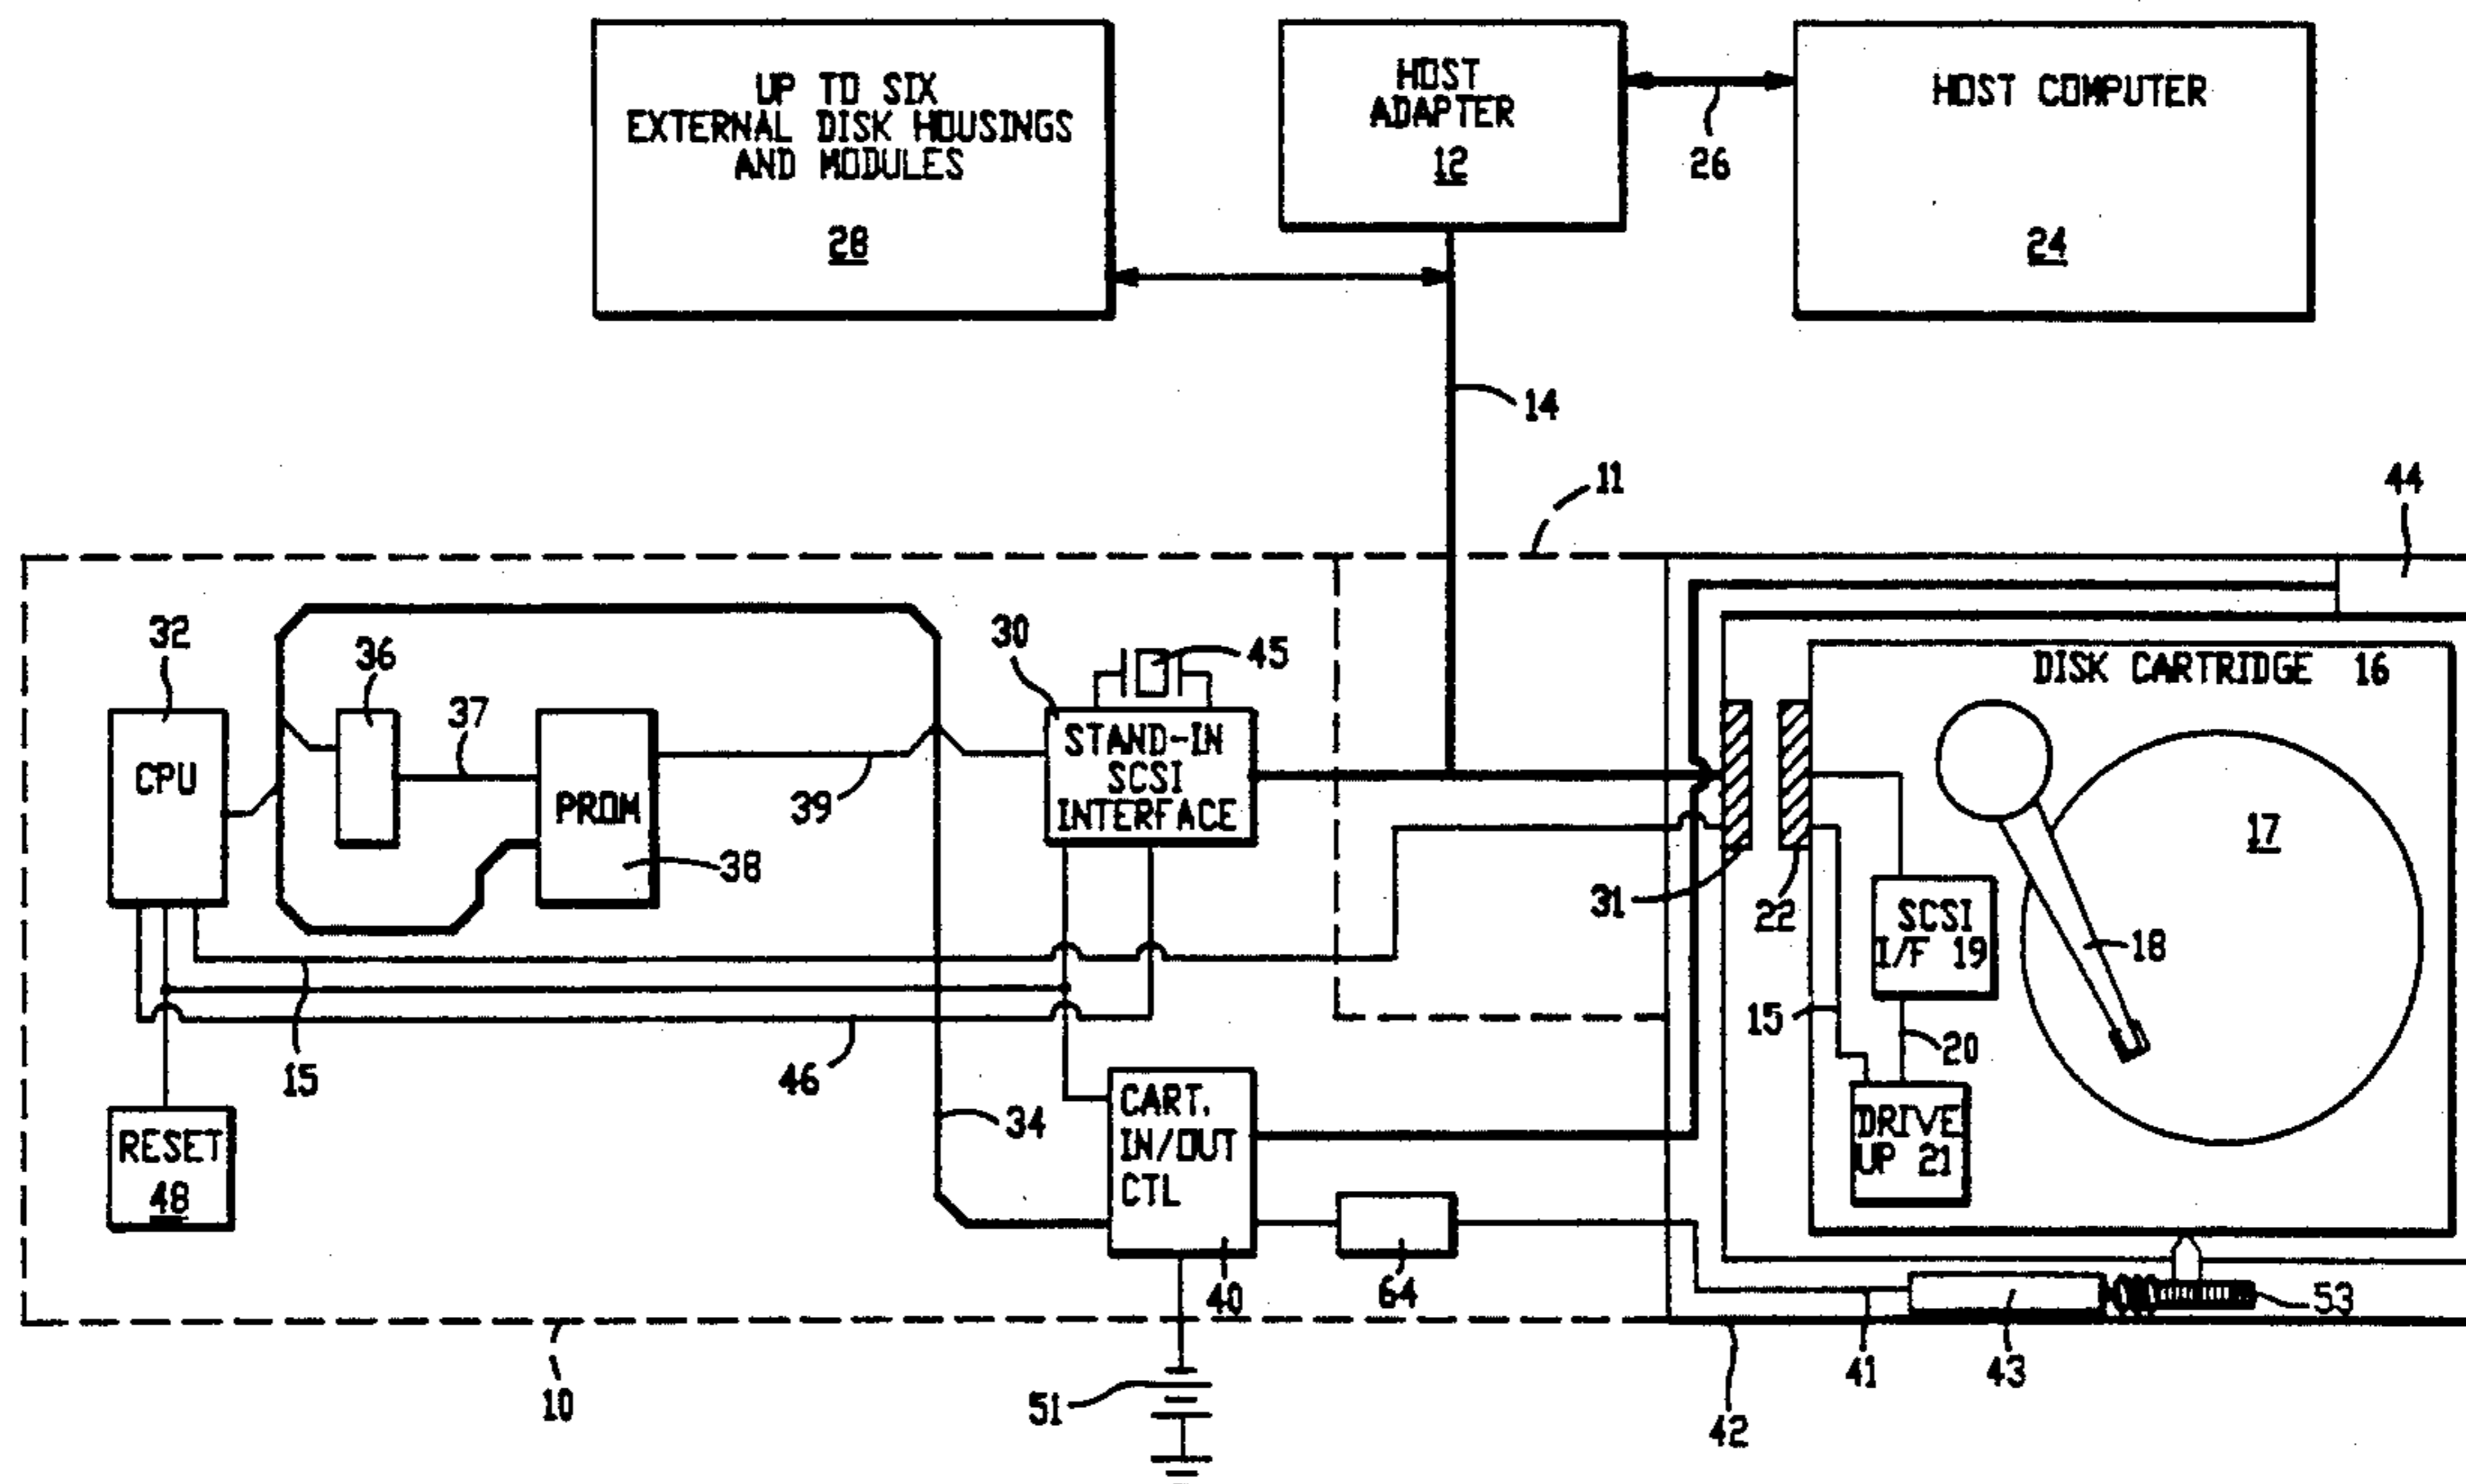 UP TO SIX
EXTERNAL DISK HOUSINGS
AND MODULES
28
HOST
ADAPTER
12
26
HOST COMPUTER
24
14
11
44
32
36
37
30
45
DISK CARTRIDGE 16
CPU
PROM
38
39
STAND-IN
SCSI
INTERFACE
31
22
17
SCSI
I/F 19
18
15
20
DRIVE
UP 21
15
46
34
RESET
48
CART.
IN/OUT
CTL
40
64
53
41
43
42
10
51